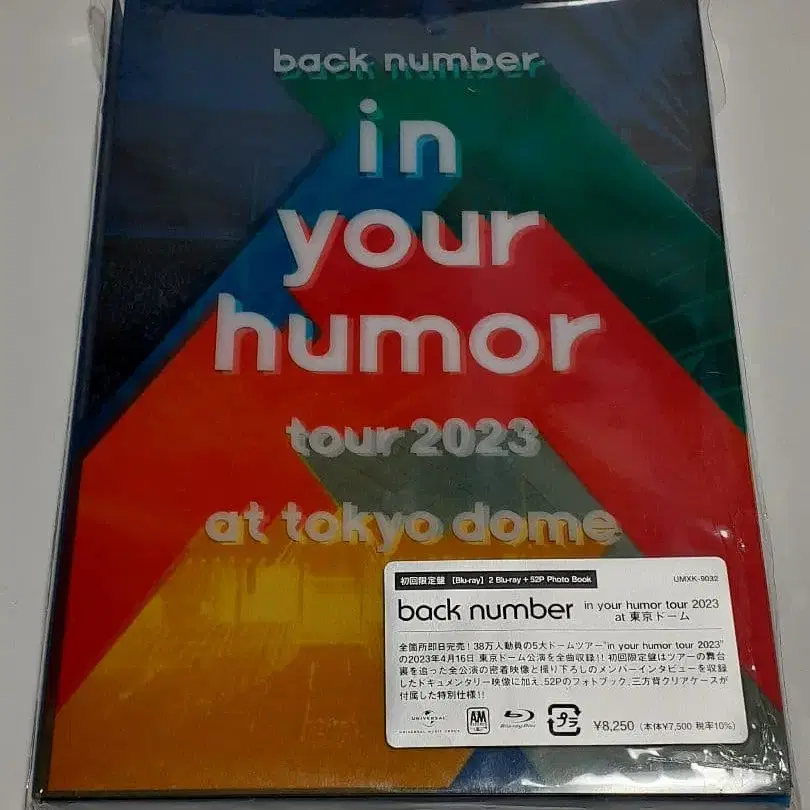 back number
in
your
humor
tour 2023
at tokyo dome
初回限定盤 【Blu-ray】 2 Blu-ray + 52P Photo Book
UMXK-9032
back number in your humor tour 2023
at 東京ドーム
全箇所即日完売！38万人動員の5大ドームツアー"in your humor tour 2023"
の2023年4月16日 東京ドーム公演を全曲収録!! 初回限定盤はツアーの舞台
裏を追った全公演の密着映像と撮り下ろしのメンバーインタビューを収録
したドキュメンタリー映像に加え、52Pのフォトブック、三方背クリアケースが
付属した特別仕様!!
UNIVERSAL
UNIVERSAL MUSIC GROUP
A&M
Blu-ray Disc
プラ
¥8,250 (本体¥7,500 税率10%)